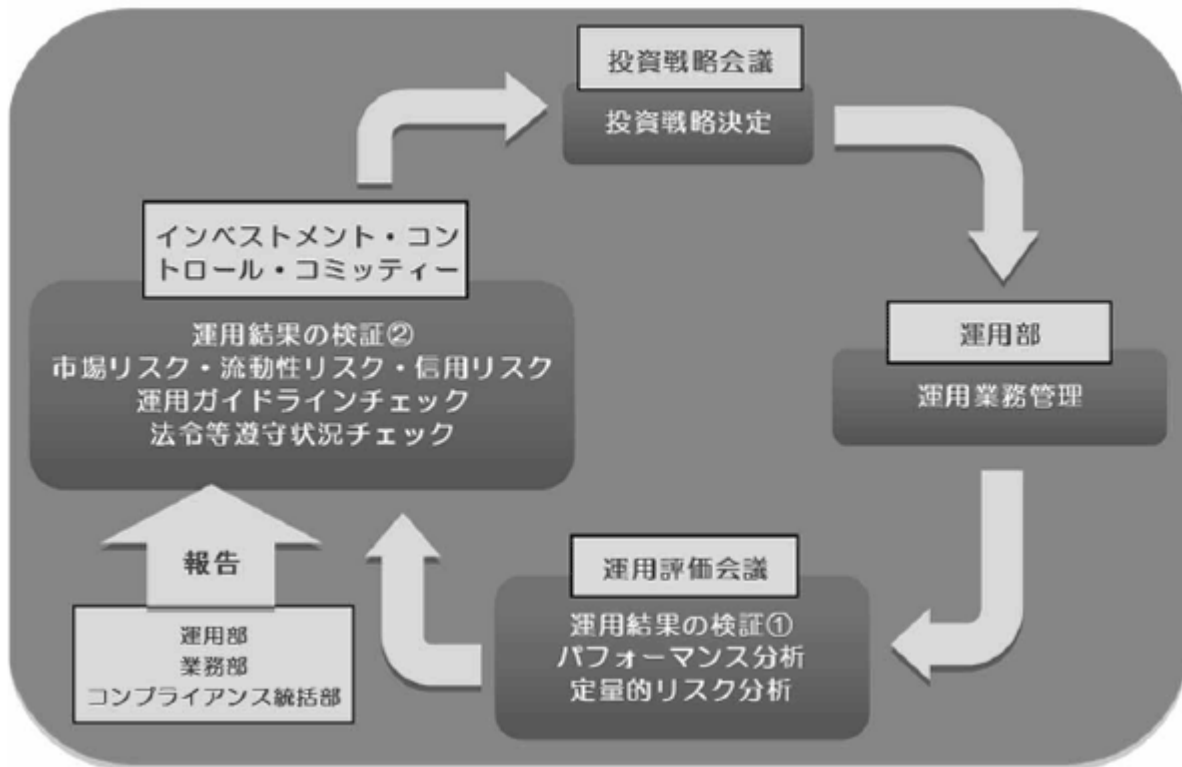 投資戦略会議
投資戦略決定
運用部
運用業務管理
運用評価会議
運用結果の検証①
パフォーマンス分析
定量的リスク分析
インベストメント・コン
トロール・コミッティー
運用結果の検証②
市場リスク・流動性リスク・信用リスク
運用ガイドラインチェック
法令等遵守状況チェック
報告
運用部
業務部
コンプライアンス統括部